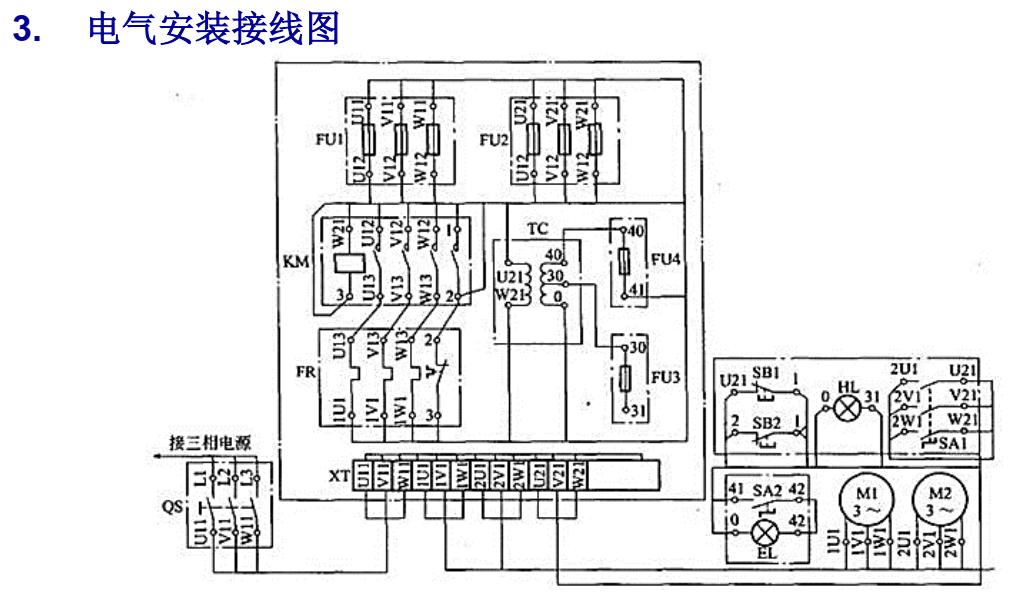 3. 电气安装接线图
U11 V11 W11
U21 V21 W21
FU1
FU2
U12 V12 W12
U12 V12 W12
W21 U12 V12 W12 1
TC
40
KM
40
FU4
U21 30
W21
3 U13 V13 W13 2
0
41
U13 V13 W13 2
30
FR
FU3
1U1 1V1 1W1 3
31
U21 SB1 1
2U1 U21
HL
0 31
2V1 V21
2 SB2 1
2W1 W21
SA1
接三相电源
L1 L2 L3
XT U11 V11 W11 1U1 1V1 1W1 2U1 2V1 2W1 U21 V21 W21
41 SA2 42
M1
3～
M2
3～
QS
0 42
EL
U11 V11 W11
1U1 1V1 1W1 2U1 2V1 2W1